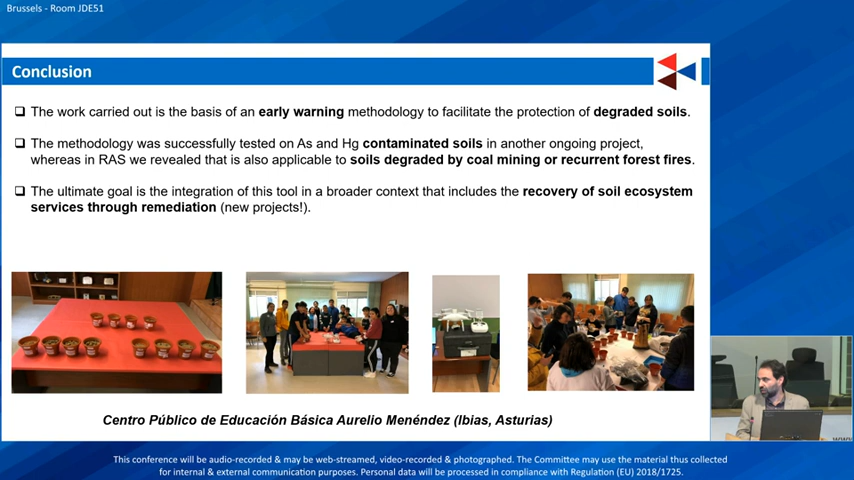 Brussels - Room JDE51
Conclusion
❑ The work carried out is the basis of an early warning methodology to facilitate the protection of degraded soils.
❑ The methodology was successfully tested on As and Hg contaminated soils in another ongoing project,
whereas in RAS we revealed that is also applicable to soils degraded by coal mining or recurrent forest fires.
❑ The ultimate goal is the integration of this tool in a broader context that includes the recovery of soil ecosystem
services through remediation (new projects!).
Centro Público de Educación Básica Aurelio Menéndez (Ibias, Asturias)
This conference will be audio-recorded & may be web-streamed, video-recorded & photographed. The Committee may use the material thus collected
for internal & external communication purposes. Personal data will be processed in compliance with Regulation (EU) 2018/1725.